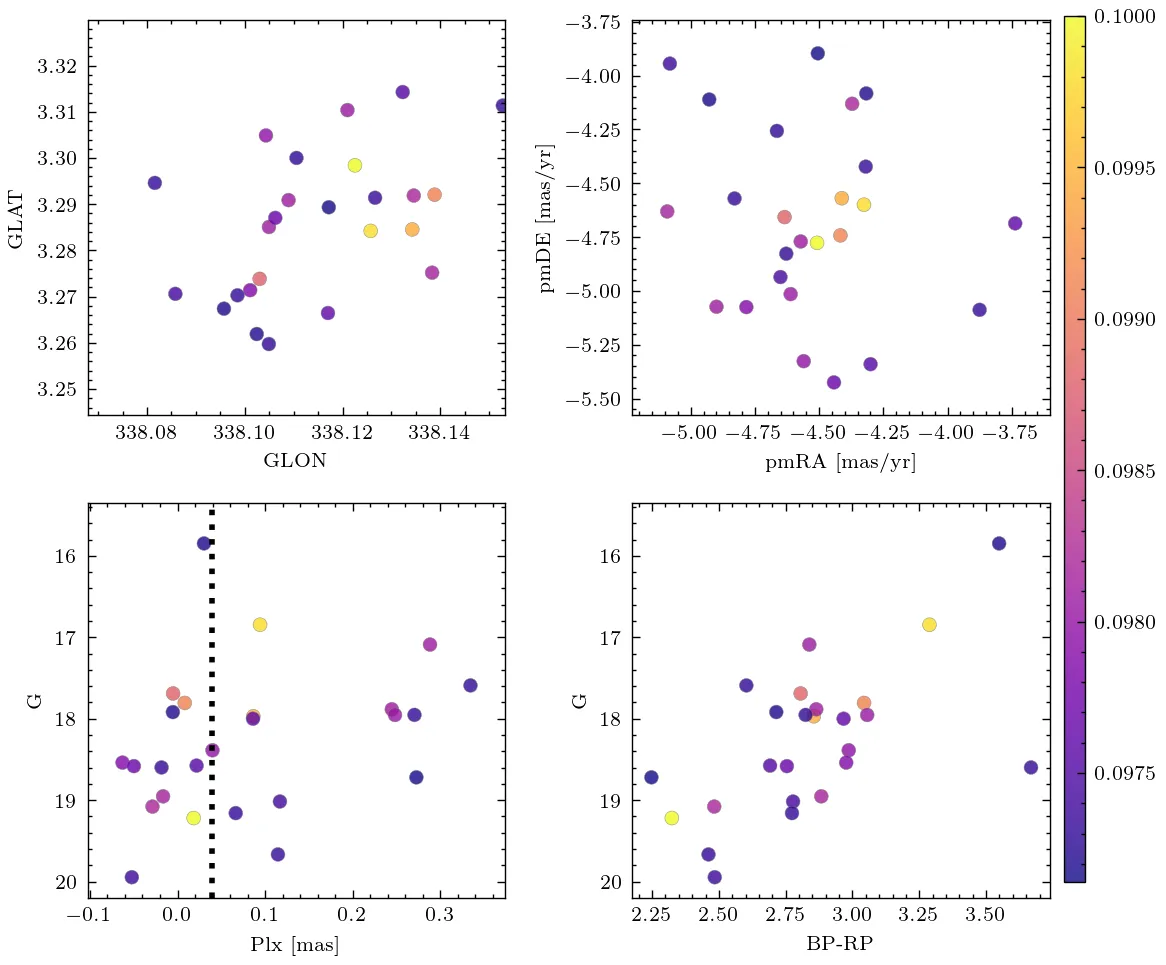 3.32
3.31
3.30
3.29
3.28
3.27
3.26
3.25
GLAT
338.08 338.10 338.12 338.14
GLON
−3.75
−4.00
−4.25
−4.50
−4.75
−5.00
−5.25
−5.50
pmDE [mas/yr]
−5.00 −4.75 −4.50 −4.25 −4.00 −3.75
pmRA [mas/yr]
0.1000
0.0995
0.0990
0.0985
0.0980
0.0975
16
17
18
19
20
G
−0.1 0.0 0.1 0.2 0.3
Plx [mas]
16
17
18
19
20
G
2.25 2.50 2.75 3.00 3.25 3.50
BP-RP